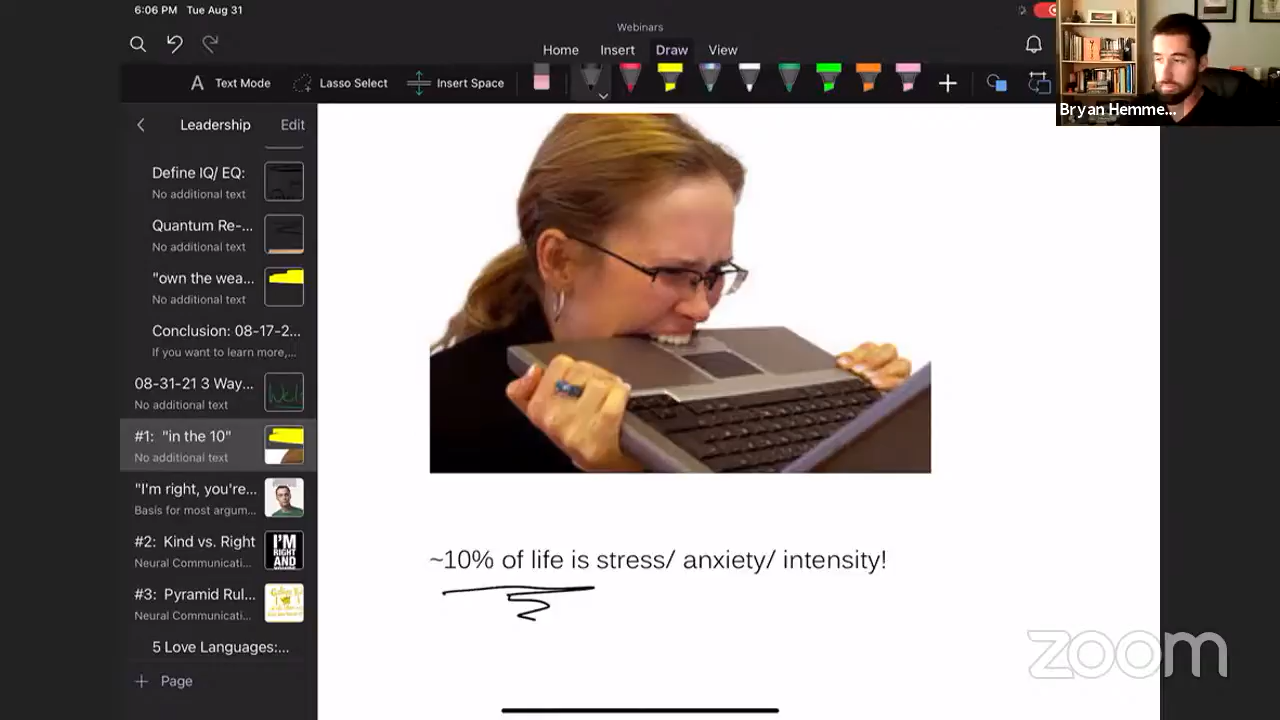 6:06 PM Tue Aug 31
Webinars
Home Insert Draw View
Text Mode Lasso Select Insert Space
Bryan Hemme...
Leadership Edit
Define IQ/ EQ:
No additional text
Quantum Re-...
No additional text
"own the wea...
No additional text
Conclusion: 08-17-2...
If you want to learn more,...
08-31-21 3 Way...
No additional text
#1: "in the 10"
No additional text
"I'm right, you're...
Basis for most argum...
#2: Kind vs. Right
Neural Communicati...
I'M
RIGHT
AND
#3: Pyramid Rul...
Neural Communicati...
5 Love Languages:...
+ Page
~10% of life is stress/ anxiety/ intensity!
zoom